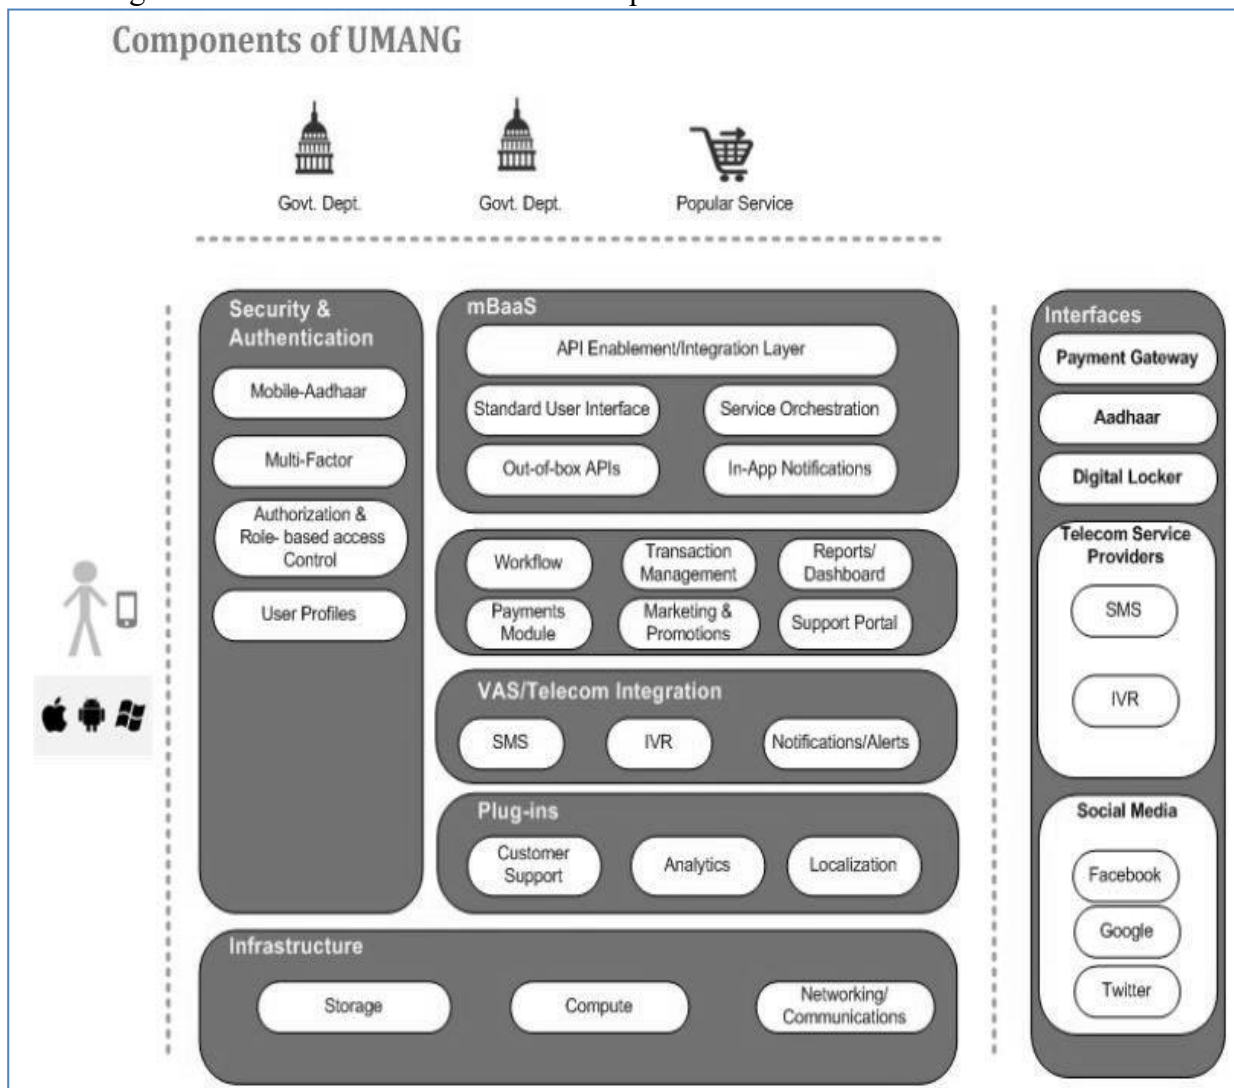 Components of UMANG
Govt. Dept.
Govt. Dept.
Popular Service
Security &
Authentication
Mobile-Aadhaar
Multi-Factor
Authorization &
Role- based access
Control
User Profiles
mBaaS
API Enablement/Integration Layer
Standard User Interface
Service Orchestration
Out-of-box APIs
In-App Notifications
Workflow
Transaction
Management
Reports/
Dashboard
Payments
Module
Marketing &
Promotions
Support Portal
VAS/Telecom Integration
SMS
IVR
Notifications/Alerts
Plug-ins
Customer
Support
Analytics
Localization
Infrastructure
Storage
Compute
Networking/
Communications
Interfaces
Payment Gateway
Aadhaar
Digital Locker
Telecom Service
Providers
SMS
IVR
Social Media
Facebook
Google
Twitter